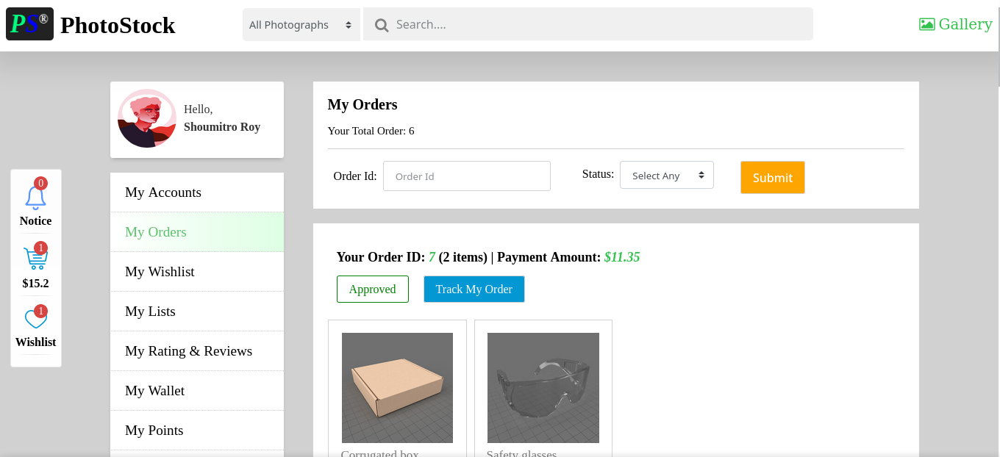 PS® PhotoStock
All Photographs
Search....
Gallery
Hello,
Shoumitro Roy
0
Notice
1
$15.2
1
Wishlist
My Accounts
My Orders
My Wishlist
My Lists
My Rating & Reviews
My Wallet
My Points
My Orders
Your Total Order: 6
Order Id: Order Id
Status: Select Any
Submit
Your Order ID: 7 (2 items) | Payment Amount: $11.35
Approved
Track My Order
Corrugated box
Safety glasses